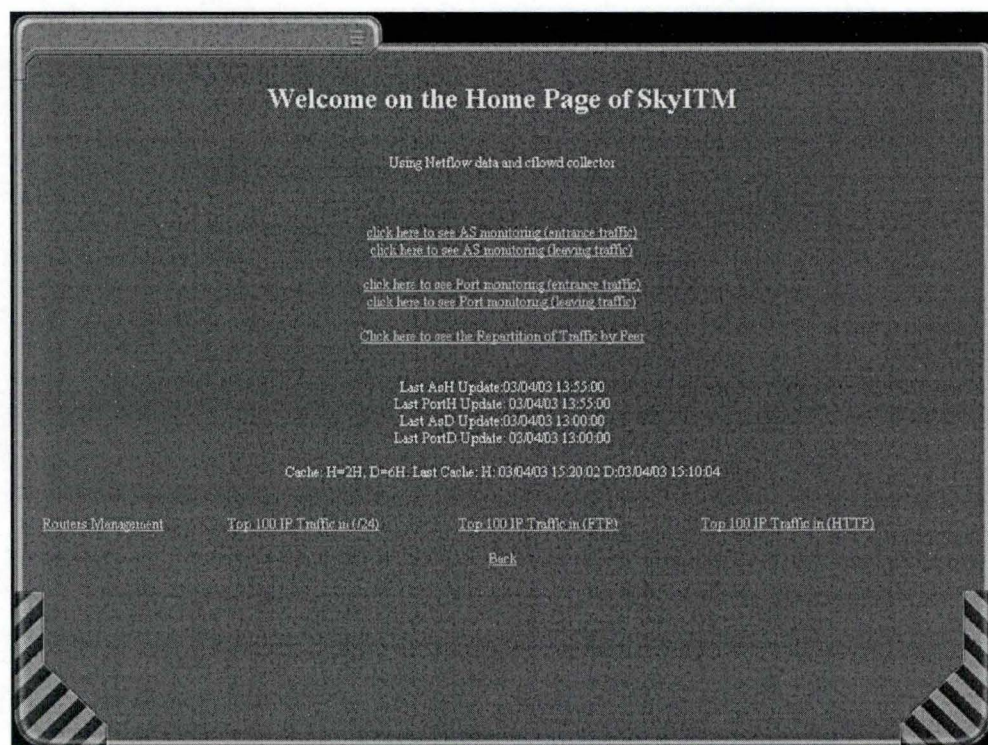 Welcome on the Home Page of SkyITM
Using Netflow data and cflowd collector
click here to see AS monitoring (entrance traffic)
click here to see AS monitoring (leaving traffic)
click here to see Port monitoring (entrance traffic)
click here to see Port monitoring (leaving traffic)
Click here to see the Repartition of Traffic by Peer
Last AsH Update:03/04/03 13:55:00
Last PortH Update: 03/04/03 13:55:00
Last AsD Update:03/04/03 13:00:00
Last PortD Update: 03/04/03 13:00:00
Cache: H=2H, D=6H. Last Cache: H: 03/04/03 15:20:02 D:03/04/03 15:10:04
Routers Management Top 100 IP Traffic in (/24) Top 100 IP Traffic in (FTP) Top 100 IP Traffic in (HTTP)
Back